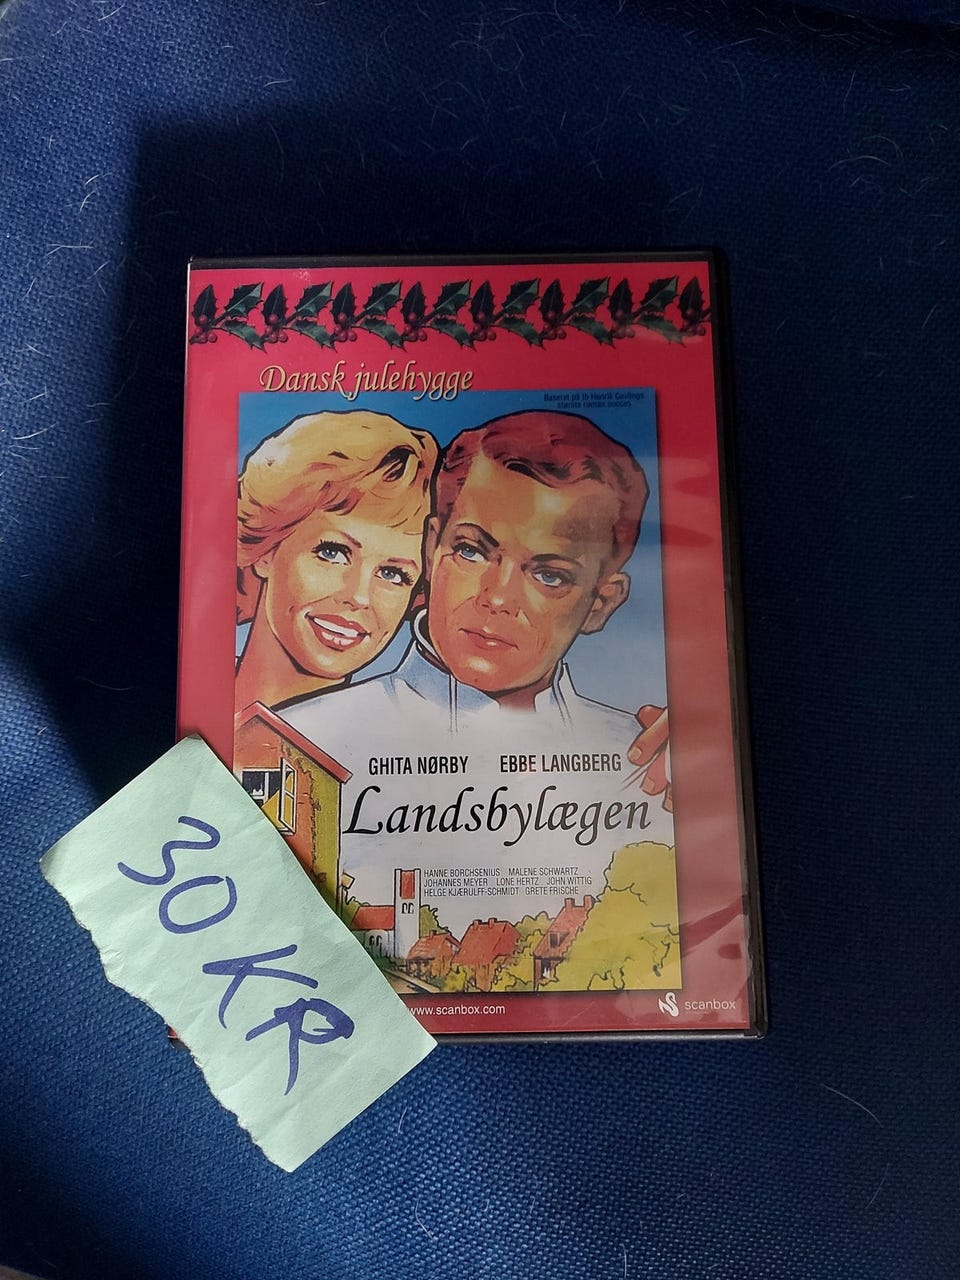 Dansk julehygge
Baseret på Ib Henrik Cavlings
største roman succes
GHITA NØRBY EBBE LANGBERG
Landsbylægen
HANNE BORCHSENIUS MALENE SCHWARTZ
JOHANNES MEYER LONE HERTZ JOHN WITTIG
HELGE KJÆRULFF-SCHMIDT GRETE FRISCHE
www.scanbox.com
scanbox
30 KR